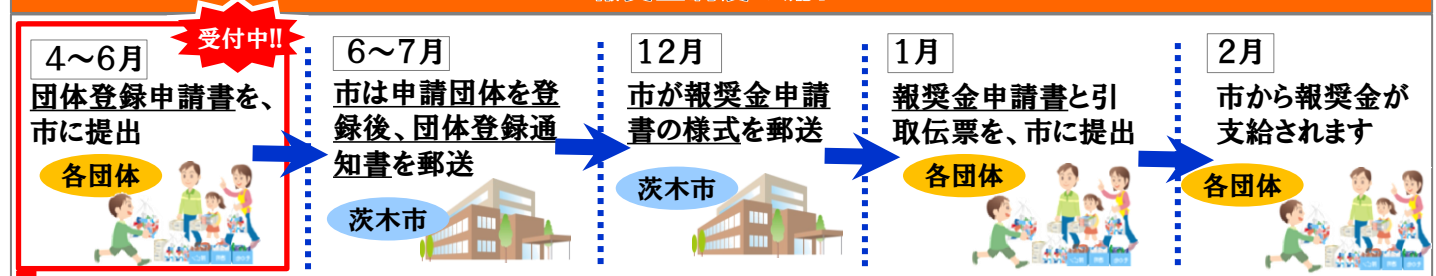 受付中!!
4～6月
団体登録申請書を、
市に提出
各団体
6～7月
市は申請団体を登
録後、団体登録通
知書を郵送
茨木市
12月
市が報奨金申請
書の様式を郵送
茨木市
1月
報奨金申請書と引
取伝票を、市に提出
各団体
2月
市から報奨金が
支給されます
各団体